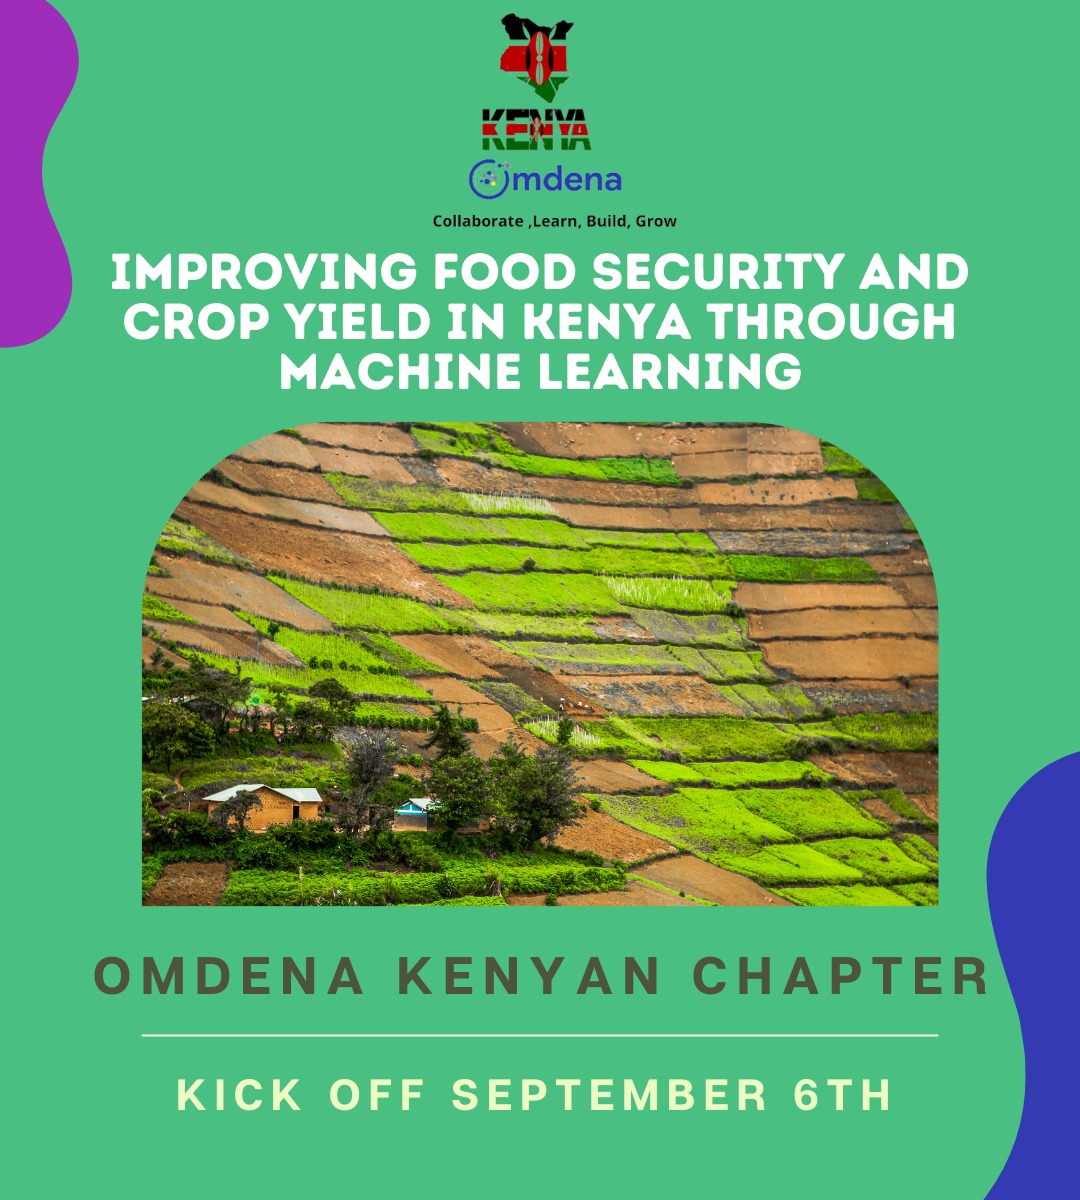 KENYA
Omdena
Collaborate ,Learn, Build, Grow
IMPROVING FOOD SECURITY AND
CROP YIELD IN KENYA THROUGH
MACHINE LEARNING
OMDENA KENYAN CHAPTER
KICK OFF SEPTEMBER 6TH